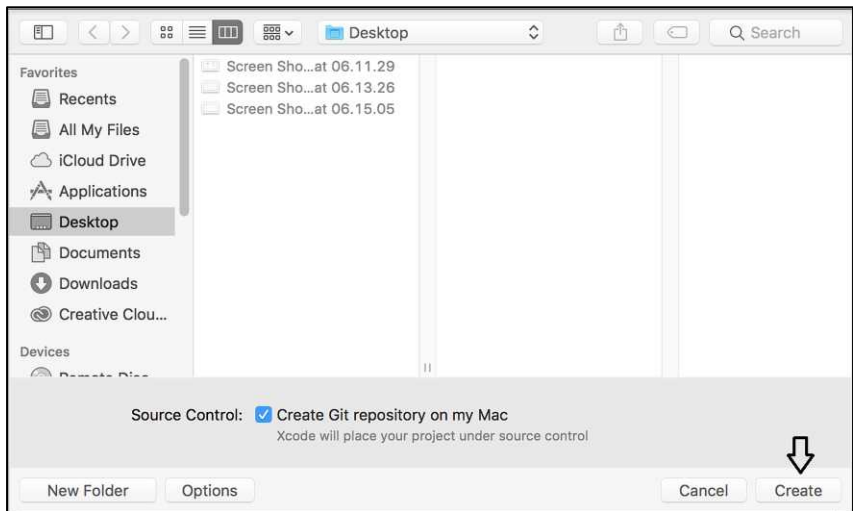 Desktop
Search
Favorites
Recents
All My Files
iCloud Drive
Applications
Desktop
Documents
Downloads
Creative Clou...
Devices
Screen Sho...at 06.11.29
Screen Sho...at 06.13.26
Screen Sho...at 06.15.05
Source Control: Create Git repository on my Mac
Xcode will place your project under source control
New Folder Options Cancel Create